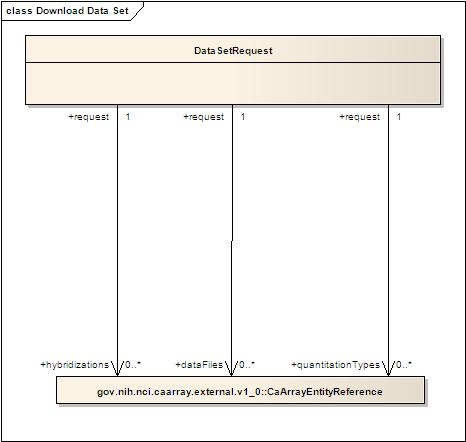 class Download Data Set
DataSetRequest
+request 1 +request 1 +request 1
+hybridizations 0..* +dataFiles 0..* +quantitationTypes 0..*
gov.nih.nci.caarray.external.v1_0::CaArrayEntityReference